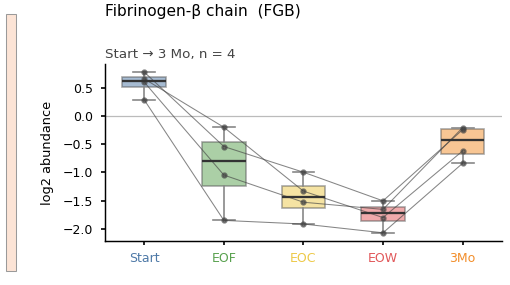 Fibrinogen-β chain  (FGB)
Start → 3 Mo, n = 4
log2 abundance
0.5
0.0
−0.5
−1.0
−1.5
−2.0
Start EOF EOC EOW 3Mo